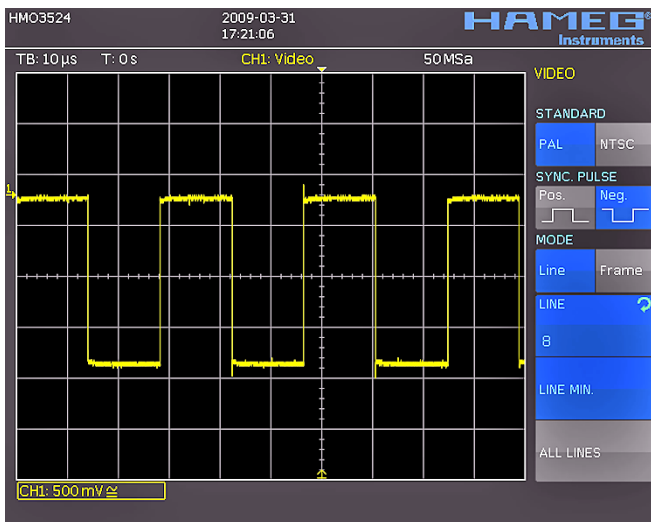 HMO3524
2009-03-31
17:21:06
HAMEG®
Instruments
TB: 10 µs T: 0 s CH1: Video 50 MSa
VIDEO
STANDARD
PAL NTSC
SYNC. PULSE
Pos. Neg.
MODE
Line Frame
LINE
8
LINE MIN.
ALL LINES
1
CH1: 500 mV ≅